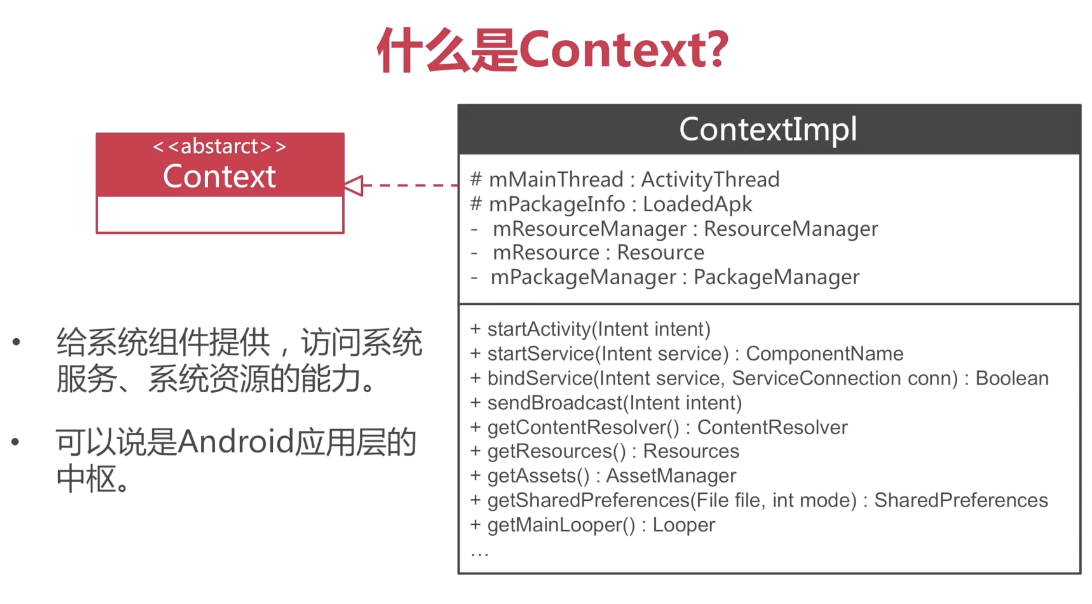 什么是Context?
<<abstarct>>
Context
ContextImpl
# mMainThread : ActivityThread
# mPackageInfo : LoadedApk
- mResourceManager : ResourceManager
- mResource : Resource
- mPackageManager : PackageManager
+ startActivity(Intent intent)
+ startService(Intent service) : ComponentName
+ bindService(Intent service, ServiceConnection conn) : Boolean
+ sendBroadcast(Intent intent)
+ getContentResolver() : ContentResolver
+ getResources() : Resources
+ getAssets() : AssetManager
+ getSharedPreferences(File file, int mode) : SharedPreferences
+ getMainLooper() : Looper
...
• 给系统组件提供，访问系统
服务、系统资源的能力。
• 可以说是Android应用层的
中枢。